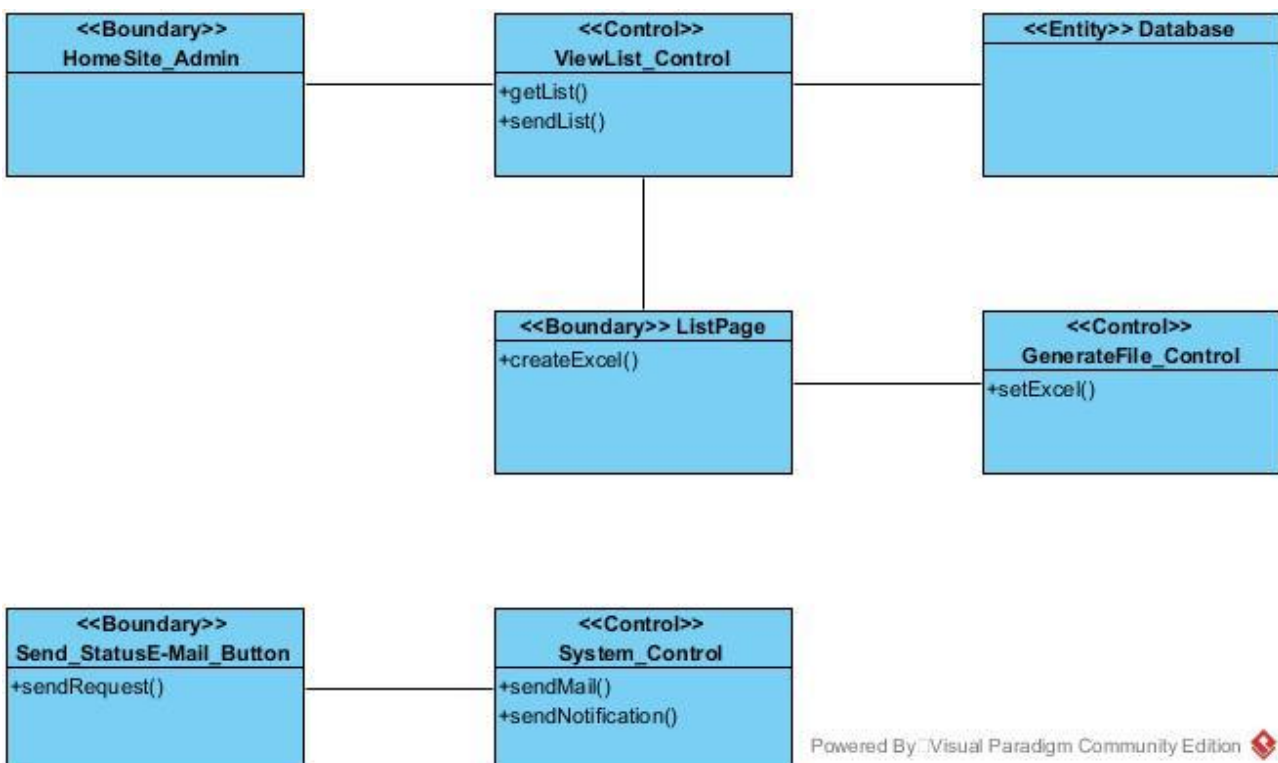 <<Boundary>>
HomeSite_Admin
<<Control>>
ViewList_Control
+getList()
+sendList()
<<Entity>> Database
<<Boundary>> ListPage
+createExcel()
<<Control>>
GenerateFile_Control
+setExcel()
<<Boundary>>
Send_StatusE-Mail_Button
+sendRequest()
<<Control>>
System_Control
+sendMail()
+sendNotification()
Powered By Visual Paradigm Community Edition